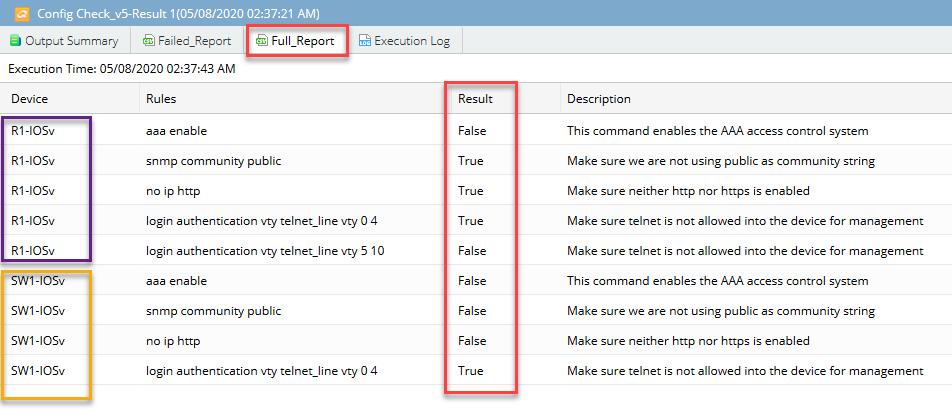 Config Check_v5-Result 1(05/08/2020 02:37:21 AM)
Output Summary Failed_Report Full_Report Execution Log
Execution Time: 05/08/2020 02:37:43 AM
Device Rules Result Description
R1-IOSv aaa enable False This command enables the AAA access control system
R1-IOSv snmp community public True Make sure we are not using public as community string
R1-IOSv no ip http True Make sure neither http nor https is enabled
R1-IOSv login authentication vty telnet_line vty 0 4 True Make sure telnet is not allowed into the device for management
R1-IOSv login authentication vty telnet_line vty 5 10 False Make sure telnet is not allowed into the device for management
SW1-IOSv aaa enable False This command enables the AAA access control system
SW1-IOSv snmp community public False Make sure we are not using public as community string
SW1-IOSv no ip http False Make sure neither http nor https is enabled
SW1-IOSv login authentication vty telnet_line vty 0 4 True Make sure telnet is not allowed into the device for management